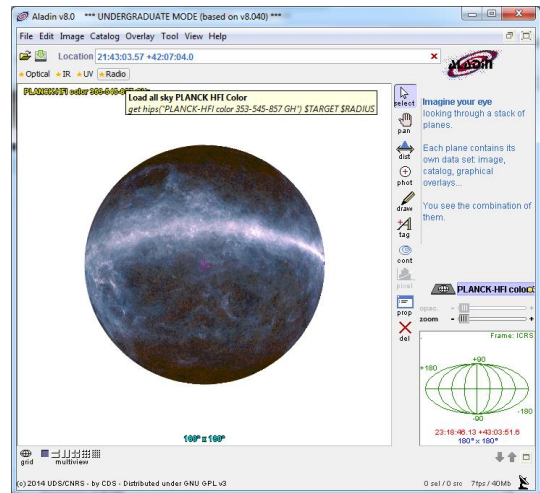 Aladin v8.0 *** UNDERGRADUATE MODE (based on v8.040) ***
File Edit Image Catalog Overlay Tool View Help
Location 21:43:03.57 +42:07:04.0
Optical IR UV Radio
ALADIN
Load all sky PLANCK HFI Color
get hips("PLANCK-HFI color 353-545-857 GH") $TARGET $RADIUS
select
pan
dist
phot
draw
tag
cont
pixel
prop
del
Imagine your eye
looking through a stack of
planes.
Each plane contains its
own data set: image,
catalog, graphical
overlays...
You see the combination of
them.
PLANCK-HFI color
opac. - +
zoom - +
Frame: ICRS
+90
+180
-180
-90
23:18:46.13 +43:03:51.6
180° x 180°
180° x 180°
grid multiview
(c) 2014 UDS/CNRS - by CDS - Distributed under GNU GPL v3
0 sel / 0 src 7fps / 40Mb